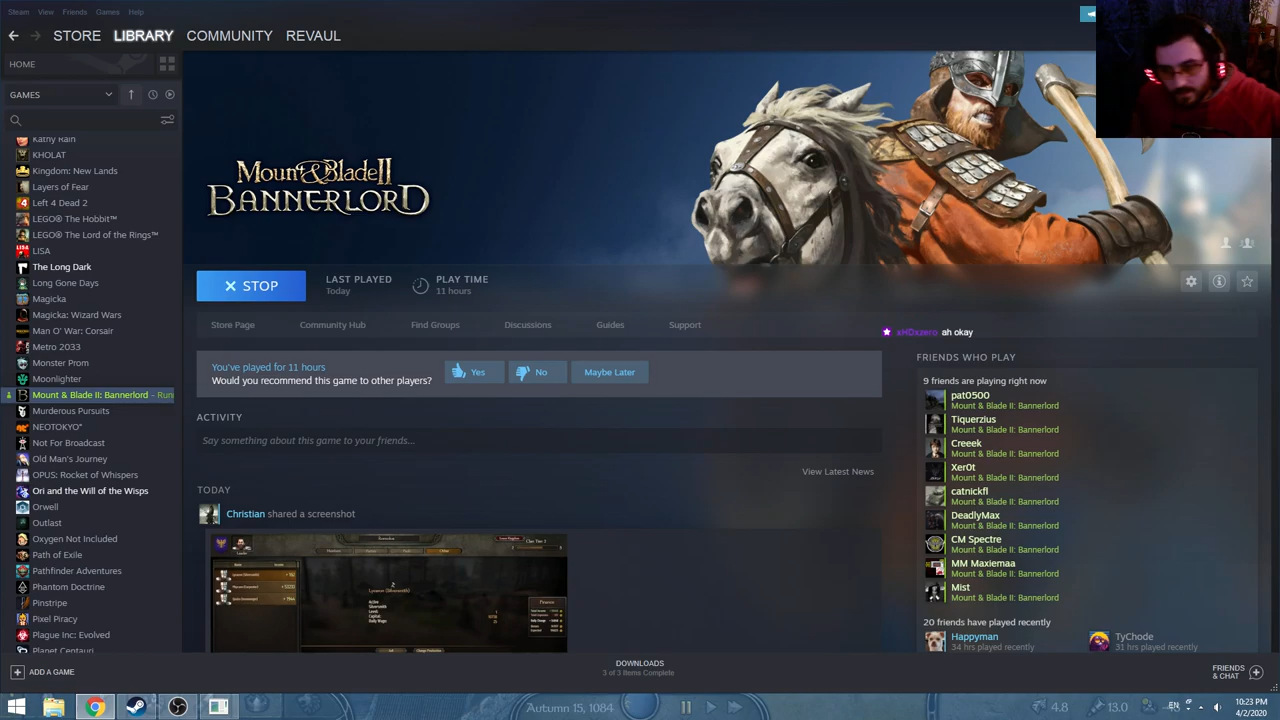 Steam View Friends Games Help
STORE LIBRARY COMMUNITY REVAUL
HOME
GAMES
Kathy Rain
KHOLAT
Kingdom: New Lands
Layers of Fear
Left 4 Dead 2
LEGO® The Hobbit™
LEGO® The Lord of the Rings™
LISA
The Long Dark
Long Gone Days
Magicka
Magicka: Wizard Wars
Man O' War: Corsair
Metro 2033
Monster Prom
Moonlighter
Mount & Blade II: Bannerlord - Run
Murderous Pursuits
NEOTOKYO°
Not For Broadcast
Old Man's Journey
OPUS: Rocket of Whispers
Ori and the Will of the Wisps
Orwell
Outlast
Oxygen Not Included
Path of Exile
Pathfinder Adventures
Phantom Doctrine
Pinstripe
Pixel Piracy
Plague Inc: Evolved
Planet Centauri
ADD A GAME
Mount & Blade II
BANNERLORD
STOP
LAST PLAYED
Today
PLAY TIME
11 hours
Store Page Community Hub Find Groups Discussions Guides Support
xHDxzero ah okay
You've played for 11 hours
Would you recommend this game to other players?
Yes No Maybe Later
ACTIVITY
Say something about this game to your friends...
View Latest News
TODAY
Christian shared a screenshot
FRIENDS WHO PLAY
9 friends are playing right now
pat0500
Mount & Blade II: Bannerlord
Tiquerzius
Mount & Blade II: Bannerlord
Creeek
Mount & Blade II: Bannerlord
Xer0t
Mount & Blade II: Bannerlord
catnickfl
Mount & Blade II: Bannerlord
DeadlyMax
Mount & Blade II: Bannerlord
CM Spectre
Mount & Blade II: Bannerlord
MM Maxiemaa
Mount & Blade II: Bannerlord
Mist
Mount & Blade II: Bannerlord
20 friends have played recently
Happyman
34 hrs played recently
TyChode
31 hrs played recently
DOWNLOADS
3 of 3 Items Complete
FRIENDS
& CHAT
Autumn 15, 1084
4.8 13.0
EN
10:23 PM
4/2/2020